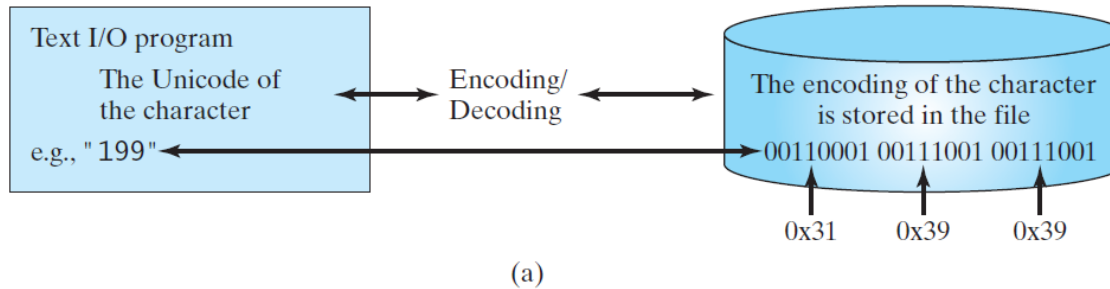 Text I/O program
The Unicode of
the character
e.g., "199"
Encoding/
Decoding
The encoding of the character
is stored in the file
00110001 00111001 00111001
0x31 0x39 0x39
(a)